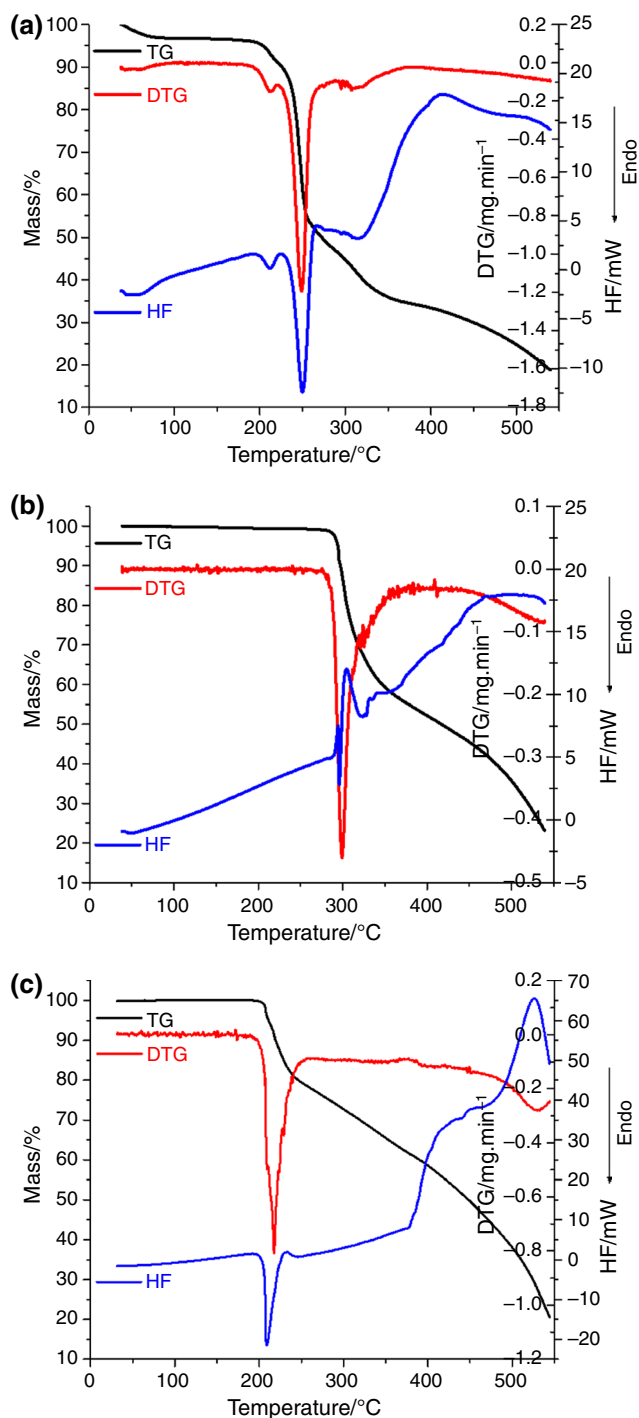 (a)
100
90
80
70
60
50
40
30
20
10
0 100 200 300 400 500
Temperature/°C
Mass/%
TG
DTG
HF
0.2
0.0
–0.2
–0.4
–0.6
–0.8
–1.0
–1.2
–1.4
–1.6
–1.8
DTG/mg.min–1
25
20
15
10
5
0
–5
–10
HF/mW
Endo
(b)
100
90
80
70
60
50
40
30
20
10
0 100 200 300 400 500
Temperature/°C
Mass/%
TG
DTG
HF
0.1
0.0
–0.1
–0.2
–0.3
–0.4
–0.5
DTG/mg.min–1
25
20
15
10
5
0
–5
HF/mW
Endo
(c)
100
90
80
70
60
50
40
30
20
10
0 100 200 300 400 500
Temperature/°C
Mass/%
TG
DTG
HF
0.2
0.0
–0.2
–0.4
–0.6
–0.8
–1.0
–1.2
DTG/mg.min–1
70
60
50
40
30
20
10
0
–10
–20
HF/mW
Endo